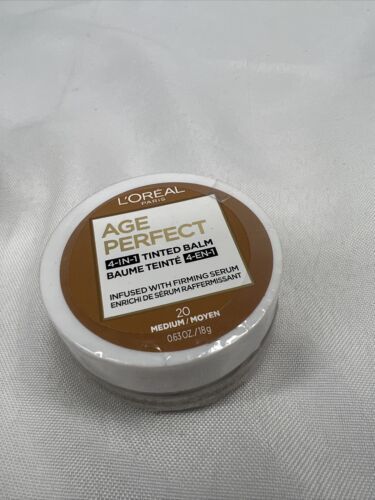 L'ORÉAL
PARIS
AGE
PERFECT
4-IN-1 TINTED BALM
BAUME TEINTÉ 4-EN-1
INFUSED WITH FIRMING SERUM
ENRICHI DE SÉRUM RAFFERMISSANT
20
MEDIUM / MOYEN
0.63 OZ. / 18g